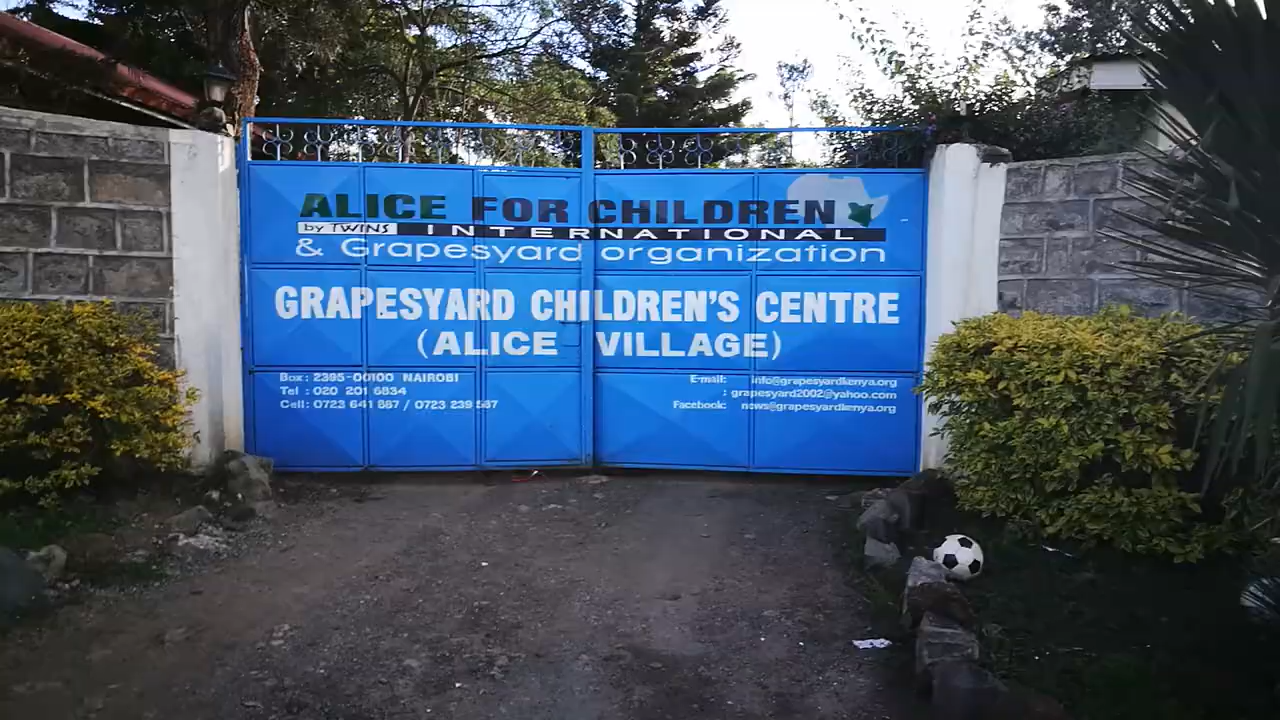 ALICE FOR CHILDREN
by TWINS INTERNATIONAL
& Grapesyard organization
GRAPESYARD CHILDREN'S CENTRE
(ALICE VILLAGE)
Box: 2395-00100 NAIROBI
Tel : 020 201 6834
Cell: 0723 641 887 / 0723 239 587
E-mail: info@grapesyardkenya.org
: grapesyard2002@yahoo.com
Facebook: news@grapesyardkenya.org